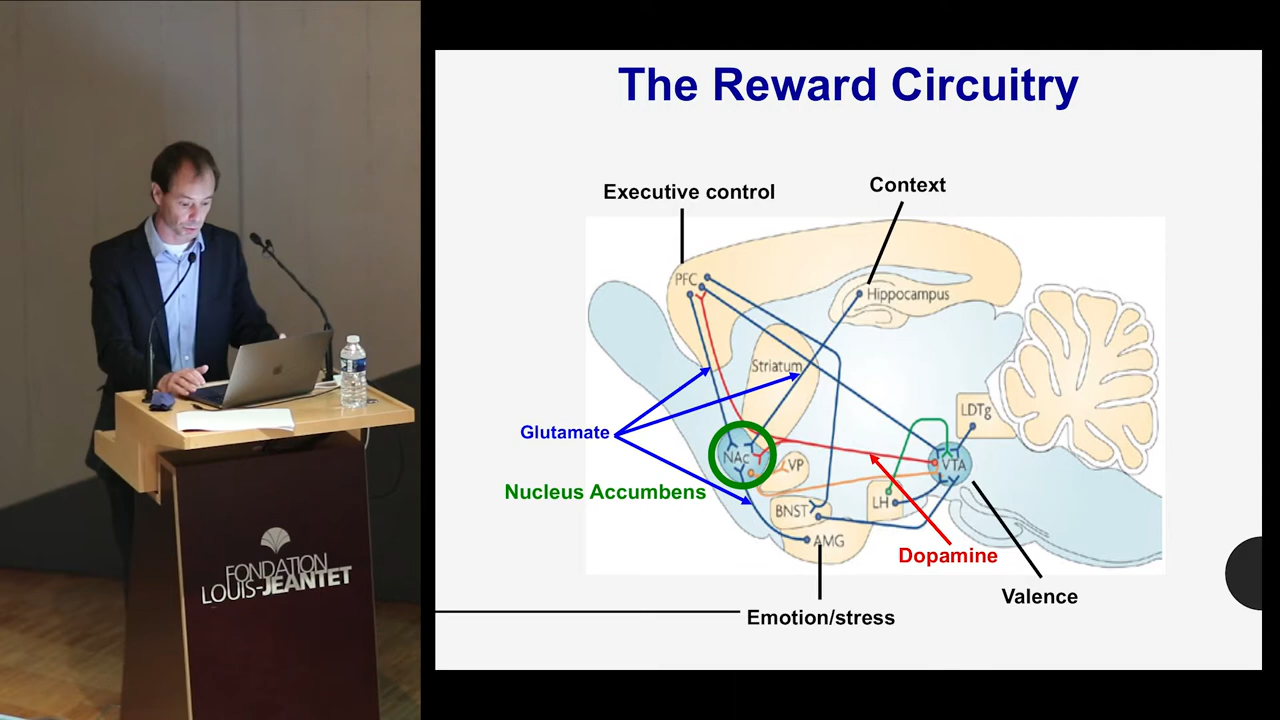 The Reward Circuitry
Executive control
Context
PFC
Hippocampus
Striatum
LDTg
Glutamate
NAc
VP
VTA
Nucleus Accumbens
LH
BNST
AMG
Dopamine
Valence
Emotion/stress
FONDATION
LOUIS-JEANTET